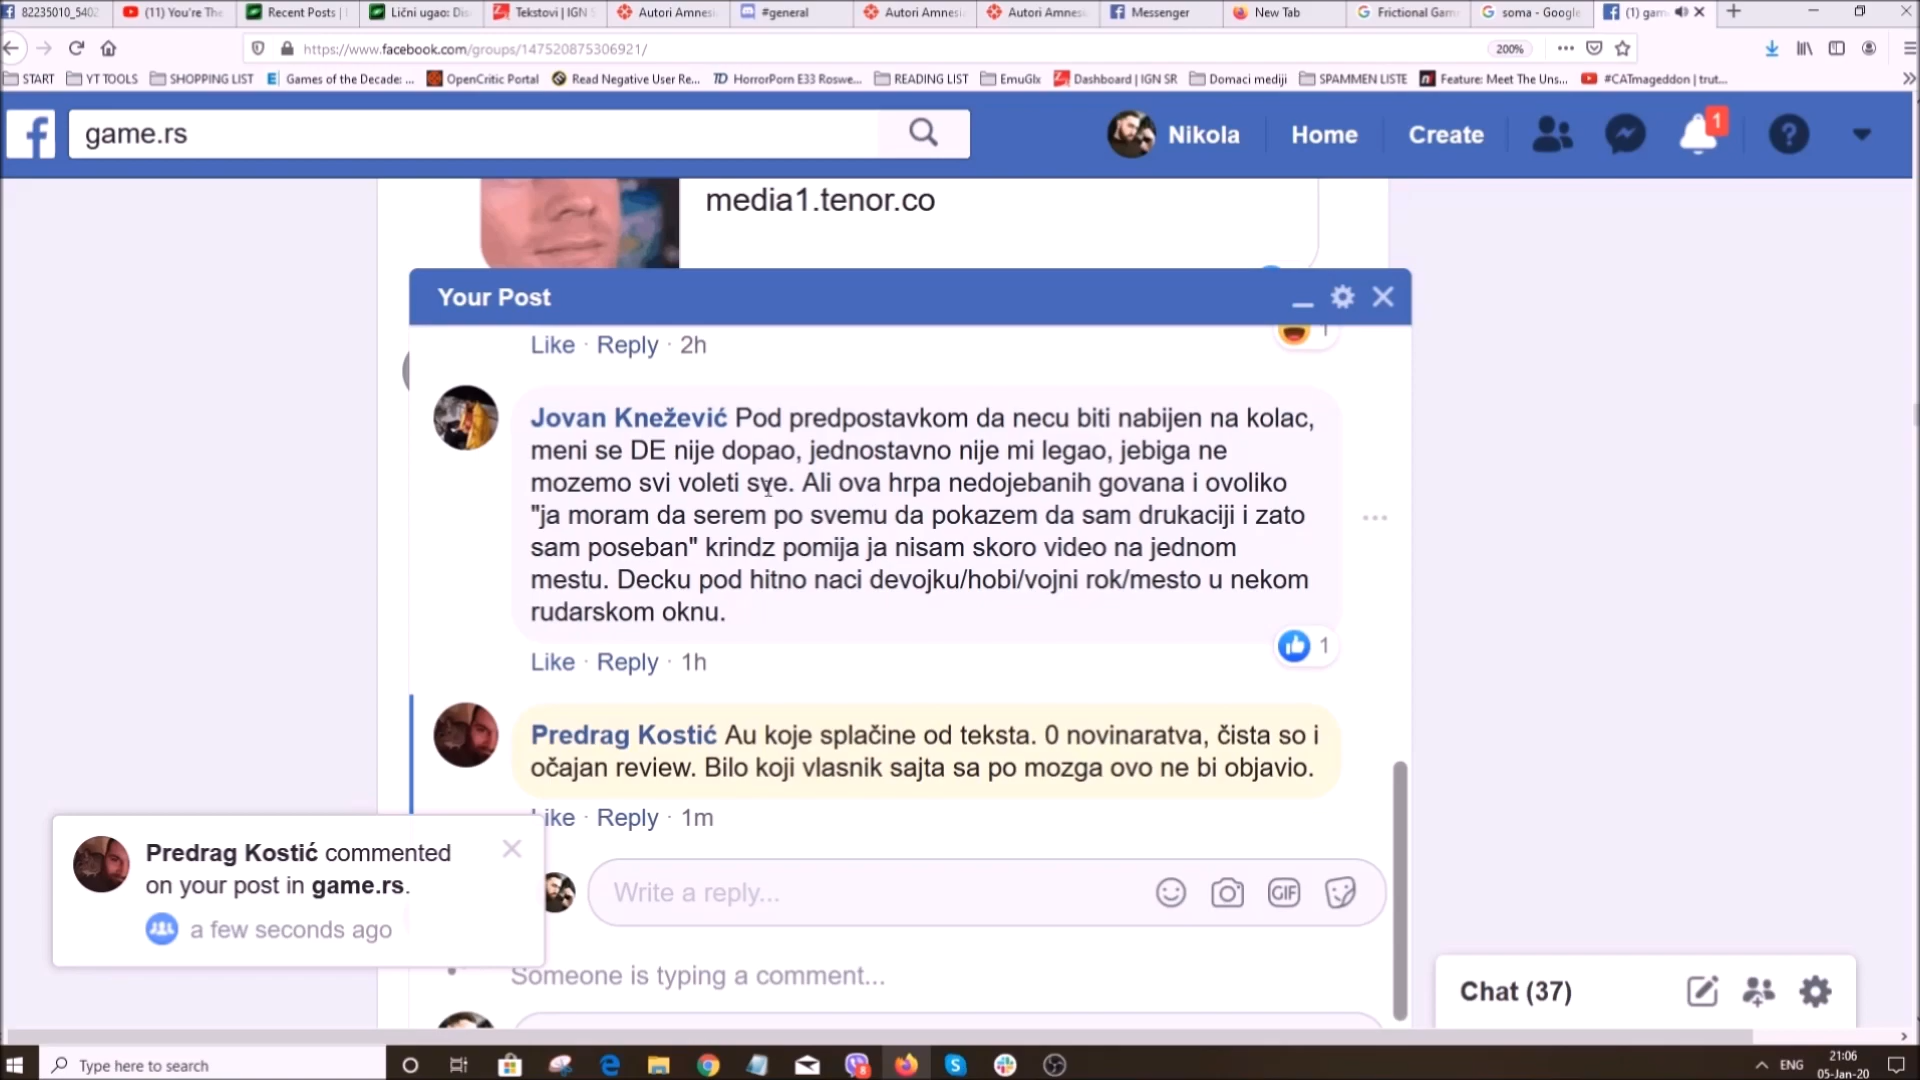 82235010_5402
(11) You're The
Recent Posts |
Lični ugao: Dis
Tekstovi | IGN S
Autori Amnesi
#general
Autori Amnesi
Autori Amnesi
Messenger
New Tab
Frictional Gam
soma - Google
(1) gam
https://www.facebook.com/groups/147520875306921/
200%
START
YT TOOLS
SHOPPING LIST
Games of the Decade: ...
OpenCritic Portal
Read Negative User Re...
HorrorPorn E33 Roswe...
READING LIST
EmuGlx
Dashboard | IGN SR
Domaci mediji
SPAMMEN LISTE
Feature: Meet The Uns...
#CATmageddon | trut...
game.rs
Nikola
Home
Create
1
media1.tenor.co
Your Post
Like · Reply · 2h
1
Jovan Knežević Pod predpostavkom da necu biti nabijen na kolac,
meni se DE nije dopao, jednostavno nije mi legao, jebiga ne
mozemo svi voleti sve. Ali ova hrpa nedojebanih govana i ovoliko
"ja moram da serem po svemu da pokazem da sam drukaciji i zato
sam poseban" krindz pomija ja nisam skoro video na jednom
mestu. Decku pod hitno naci devojku/hobi/vojni rok/mesto u nekom
rudarskom oknu.
1
Like · Reply · 1h
Predrag Kostić Au koje splačine od teksta. 0 novinaratva, čista so i
očajan review. Bilo koji vlasnik sajta sa po mozga ovo ne bi objavio.
Like · Reply · 1m
Predrag Kostić commented
on your post in game.rs.
a few seconds ago
Write a reply...
GIF
Someone is typing a comment...
Chat (37)
Type here to search
8
ENG
21:06
05-Jan-20